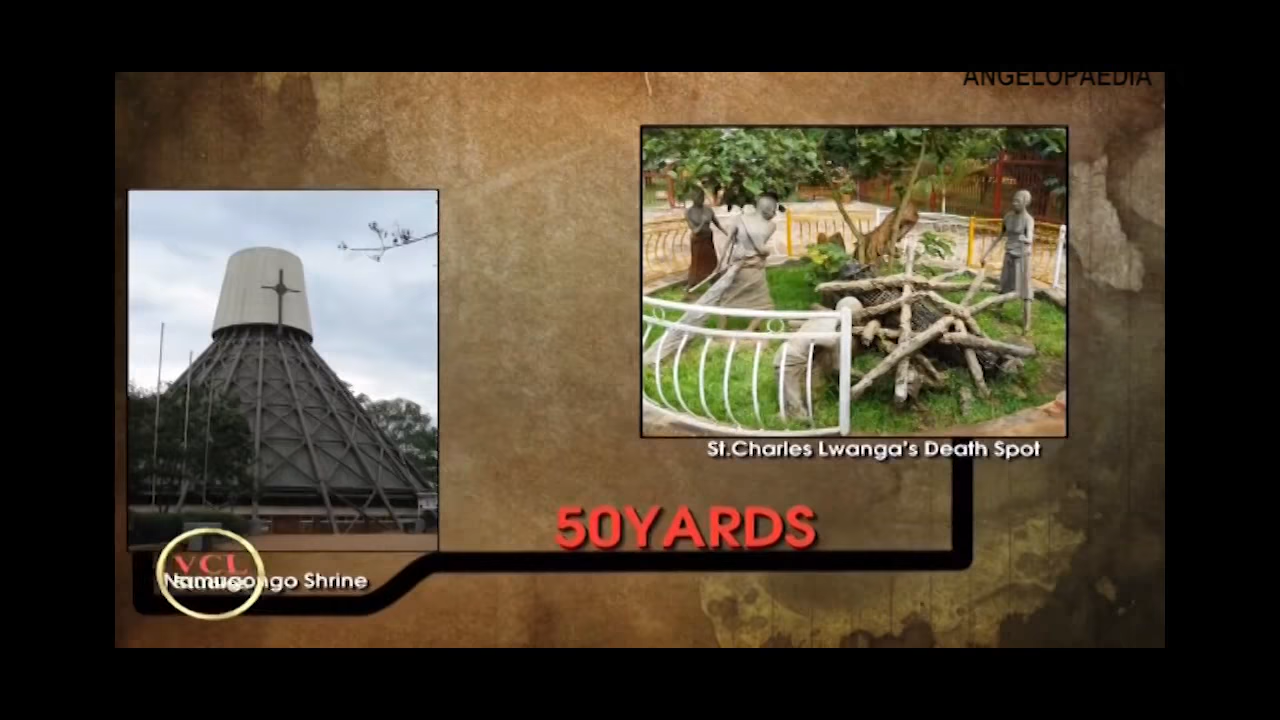 ANGELOPAEDIA
St.Charles Lwanga's Death Spot
50YARDS
VCL
Namugongo Shrine